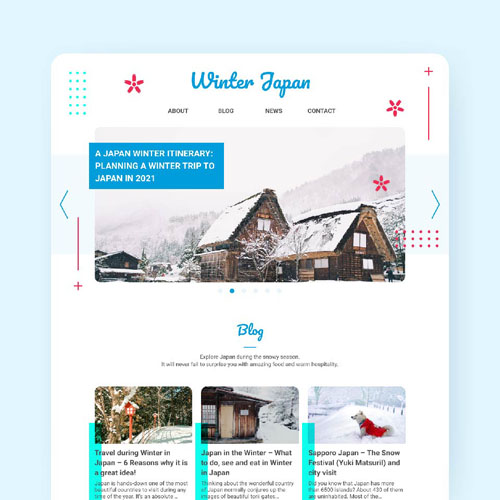 Winter Japan
ABOUT
BLOG
NEWS
CONTACT
A JAPAN WINTER ITINERARY:
PLANNING A WINTER TRIP TO
JAPAN IN 2021
Blog
Explore Japan during the snowy season.
It will never fail to surprise you with amazing food and warm hospitality.
Travel during Winter in
Japan – 6 Reasons why it is
a great idea!
Japan is hands-down one of the most
beautiful countries to visit during any
time of the year. It's an absolute...
Japan in the Winter – What
to do, see and eat in Winter
in Japan
Thinking about the wonderful country
of Japan normally conjures up the
images of beautiful torii gates...
Sapporo Japan – The Snow
Festival (Yuki Matsuri) and
city visit
Did you know that Japan has more
than 6500 islands? About 430 of them
are uninhabited. Most of the...